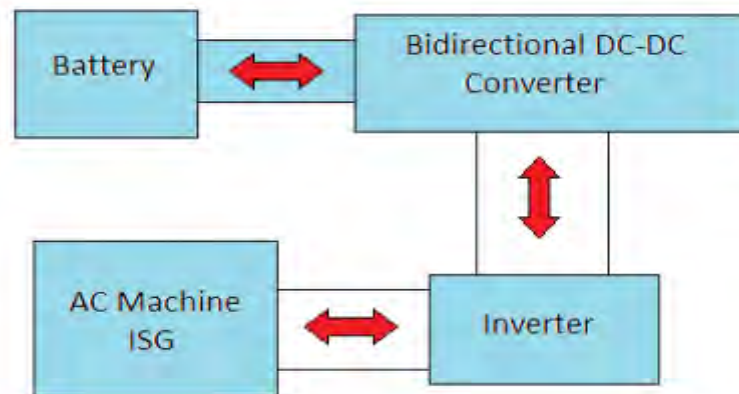 Battery
Bidirectional DC-DC
Converter
AC Machine
ISG
Inverter